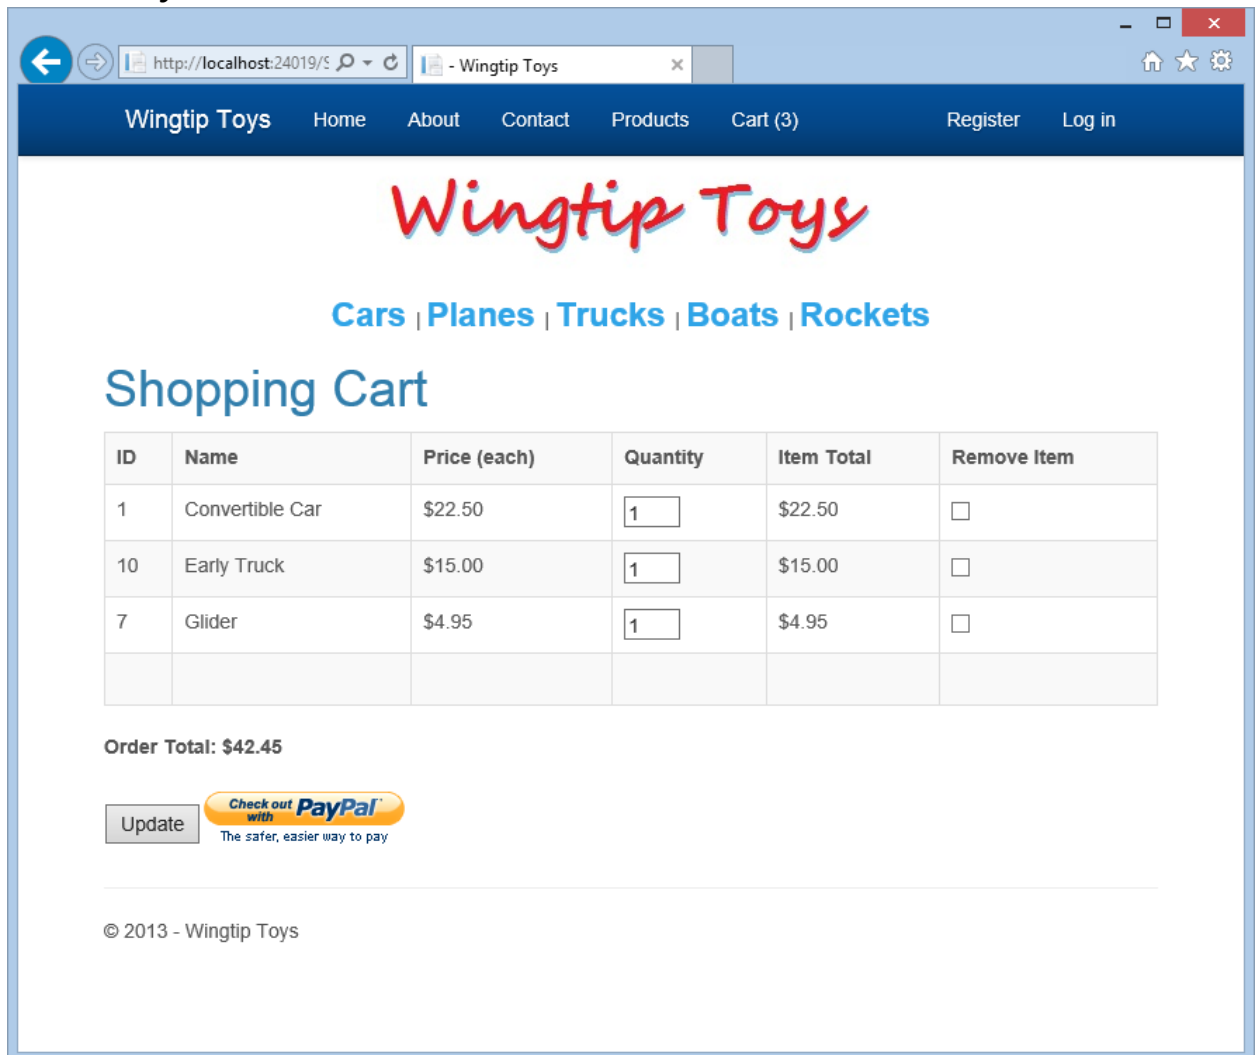 http://localhost:24019/S
- Wingtip Toys
Wingtip Toys Home About Contact Products Cart (3) Register Log in
Wingtip Toys
Cars | Planes | Trucks | Boats | Rockets
Shopping Cart
ID Name Price (each) Quantity Item Total Remove Item
1 Convertible Car $22.50 1 $22.50
10 Early Truck $15.00 1 $15.00
7 Glider $4.95 1 $4.95
Order Total: $42.45
Update
Check out with PayPal
The safer, easier way to pay
© 2013 - Wingtip Toys